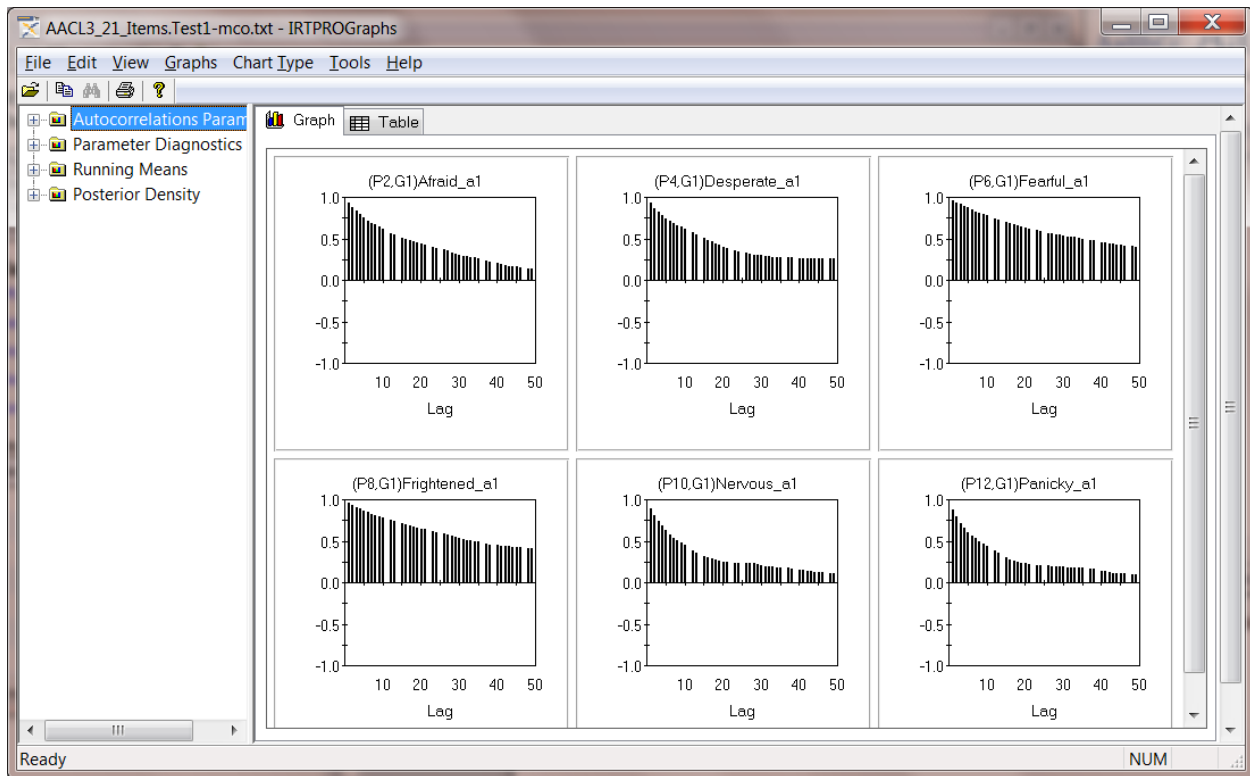 AACL3_21_Items.Test1-mco.txt - IRTPROGraphs
File Edit View Graphs Chart Type Tools Help
Autocorrelations Param
Parameter Diagnostics
Running Means
Posterior Density
Graph Table
(P2,G1)Afraid_a1
1.0
0.5
0.0
-0.5
-1.0
10 20 30 40 50
Lag
(P4,G1)Desperate_a1
1.0
0.5
0.0
-0.5
-1.0
10 20 30 40 50
Lag
(P6,G1)Fearful_a1
1.0
0.5
0.0
-0.5
-1.0
10 20 30 40 50
Lag
(P8,G1)Frightened_a1
1.0
0.5
0.0
-0.5
-1.0
10 20 30 40 50
Lag
(P10,G1)Nervous_a1
1.0
0.5
0.0
-0.5
-1.0
10 20 30 40 50
Lag
(P12,G1)Panicky_a1
1.0
0.5
0.0
-0.5
-1.0
10 20 30 40 50
Lag
Ready NUM